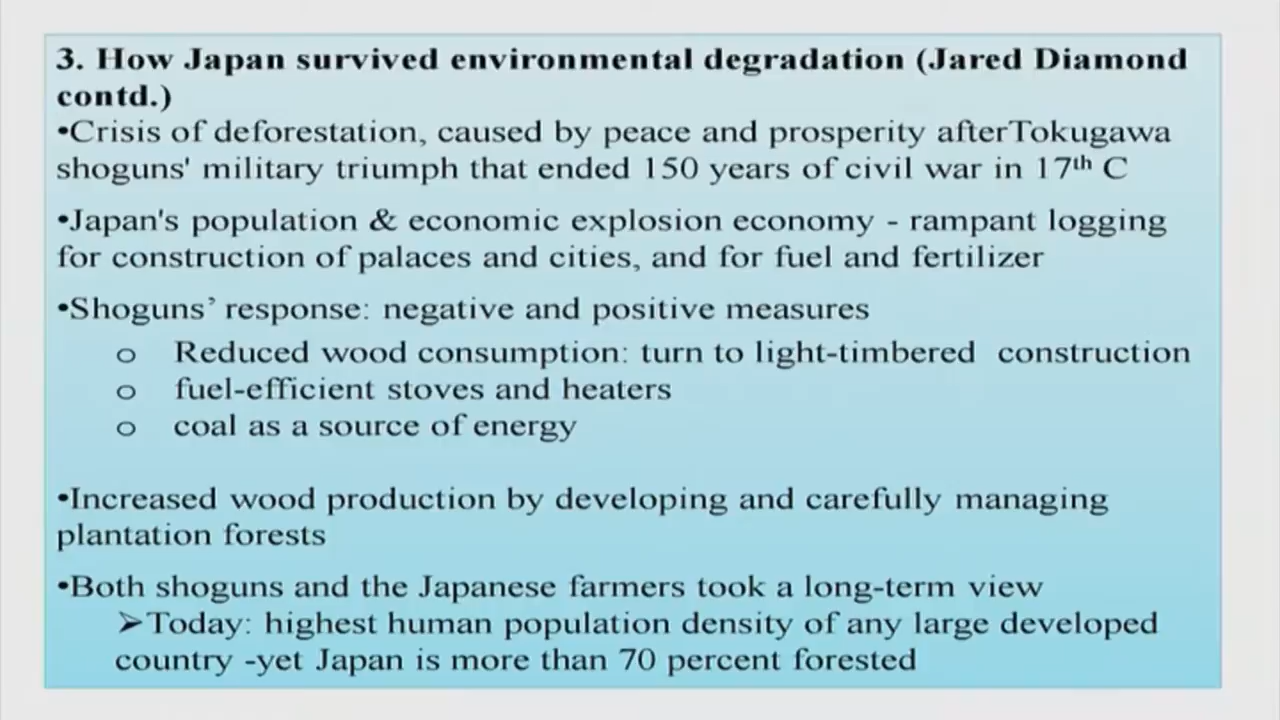 3. How Japan survived environmental degradation (Jared Diamond
contd.)
•Crisis of deforestation, caused by peace and prosperity afterTokugawa
shoguns' military triumph that ended 150 years of civil war in 17th C
•Japan's population & economic explosion economy - rampant logging
for construction of palaces and cities, and for fuel and fertilizer
•Shoguns’ response: negative and positive measures
o Reduced wood consumption: turn to light-timbered construction
o fuel-efficient stoves and heaters
o coal as a source of energy
•Increased wood production by developing and carefully managing
plantation forests
•Both shoguns and the Japanese farmers took a long-term view
➢Today: highest human population density of any large developed
country -yet Japan is more than 70 percent forested